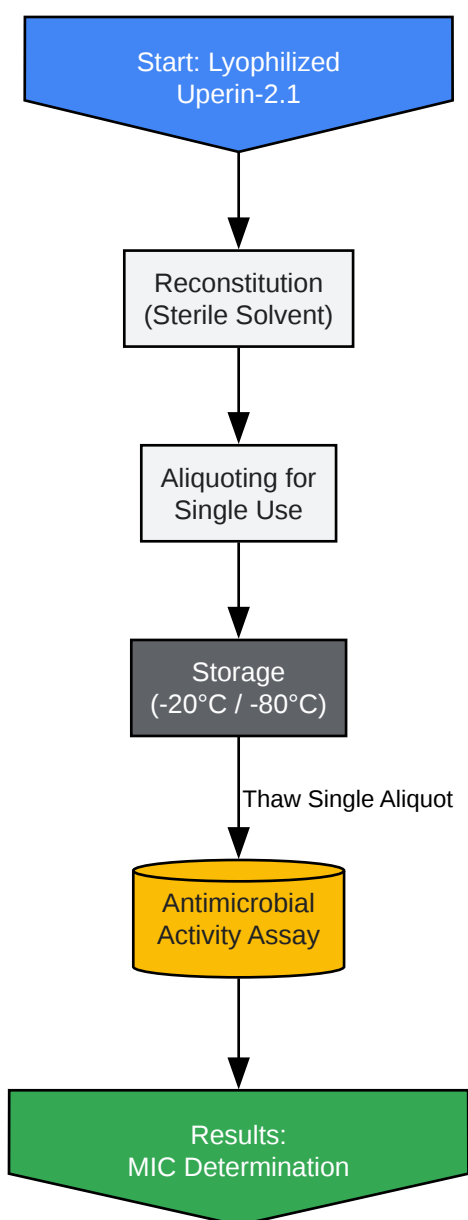 Start: Lyophilized
Uperin-2.1
Reconstitution
(Sterile Solvent)
Aliquoting for
Single Use
Storage
(-20°C / -80°C)
Thaw Single Aliquot
Antimicrobial
Activity Assay
Results:
MIC Determination